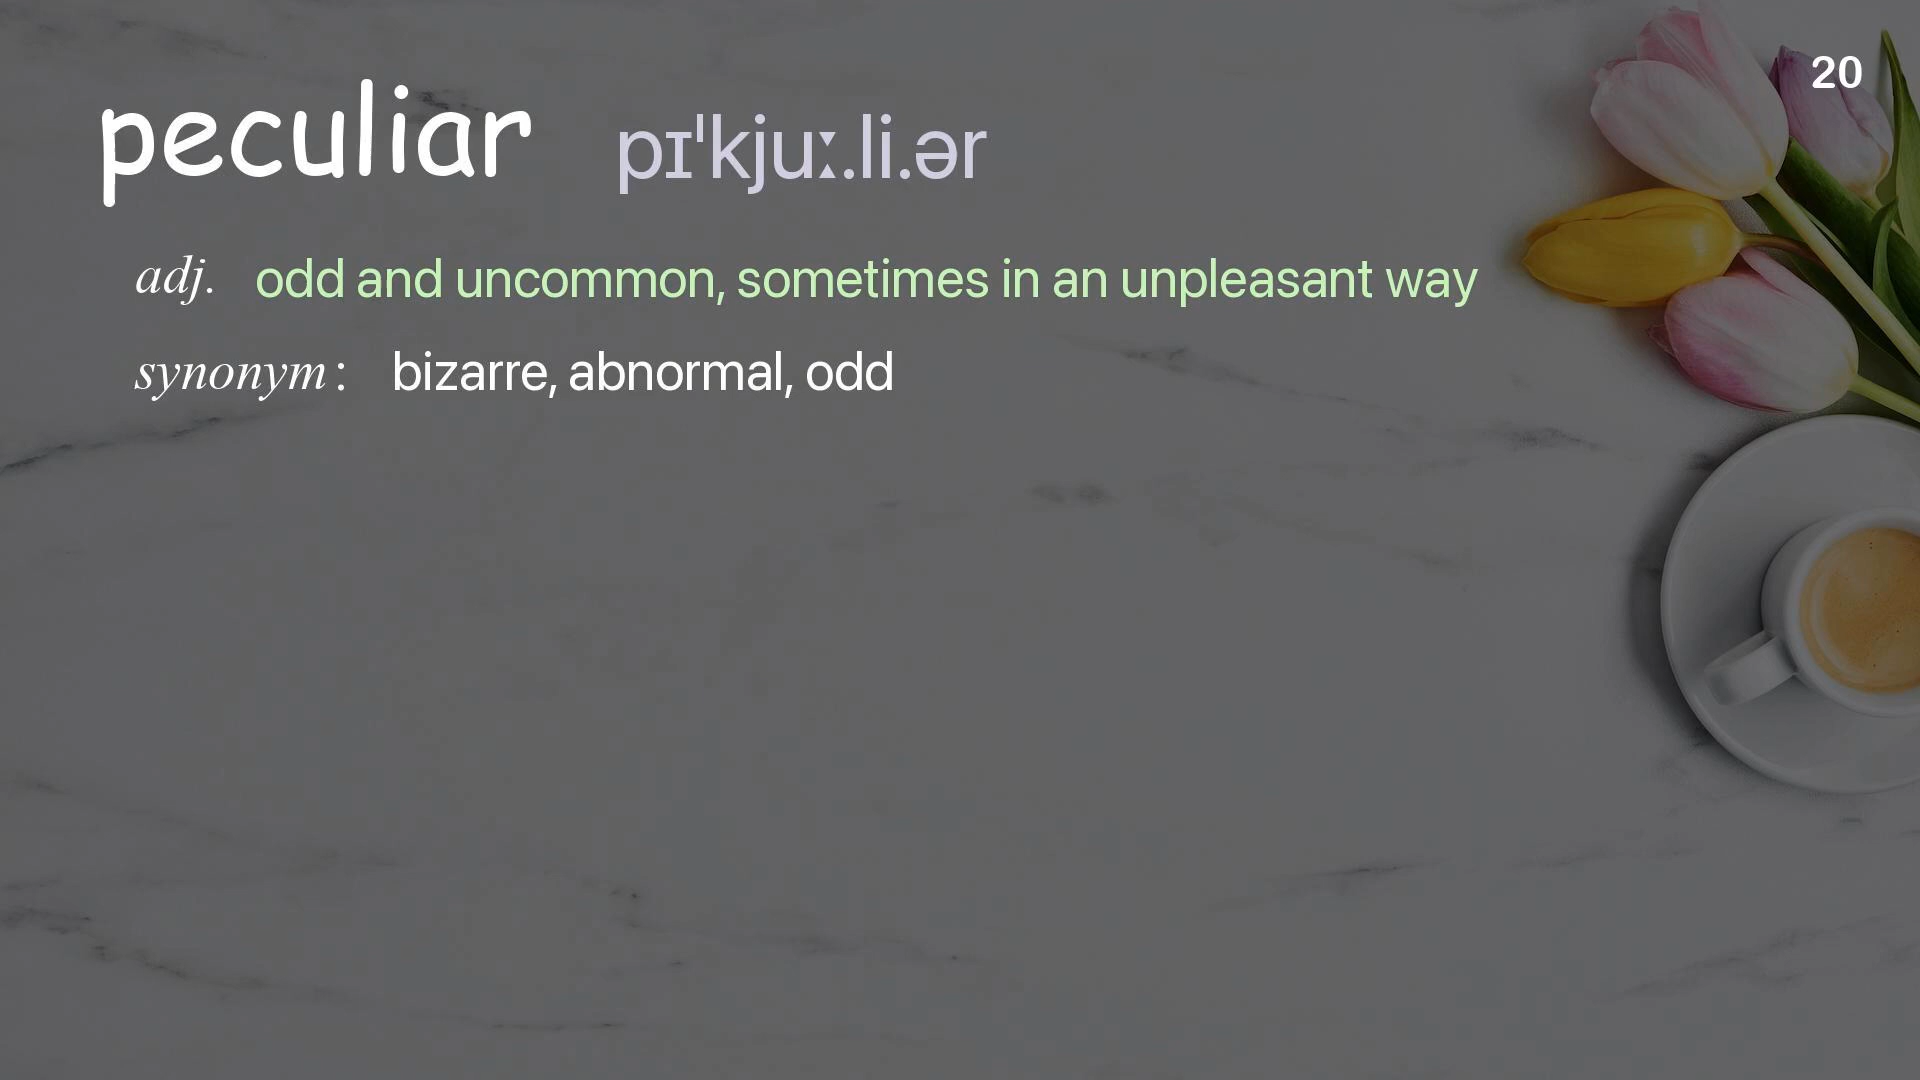 20
peculiar pɪˈkjuː.li.ər
adj. odd and uncommon, sometimes in an unpleasant way
synonym : bizarre, abnormal, odd